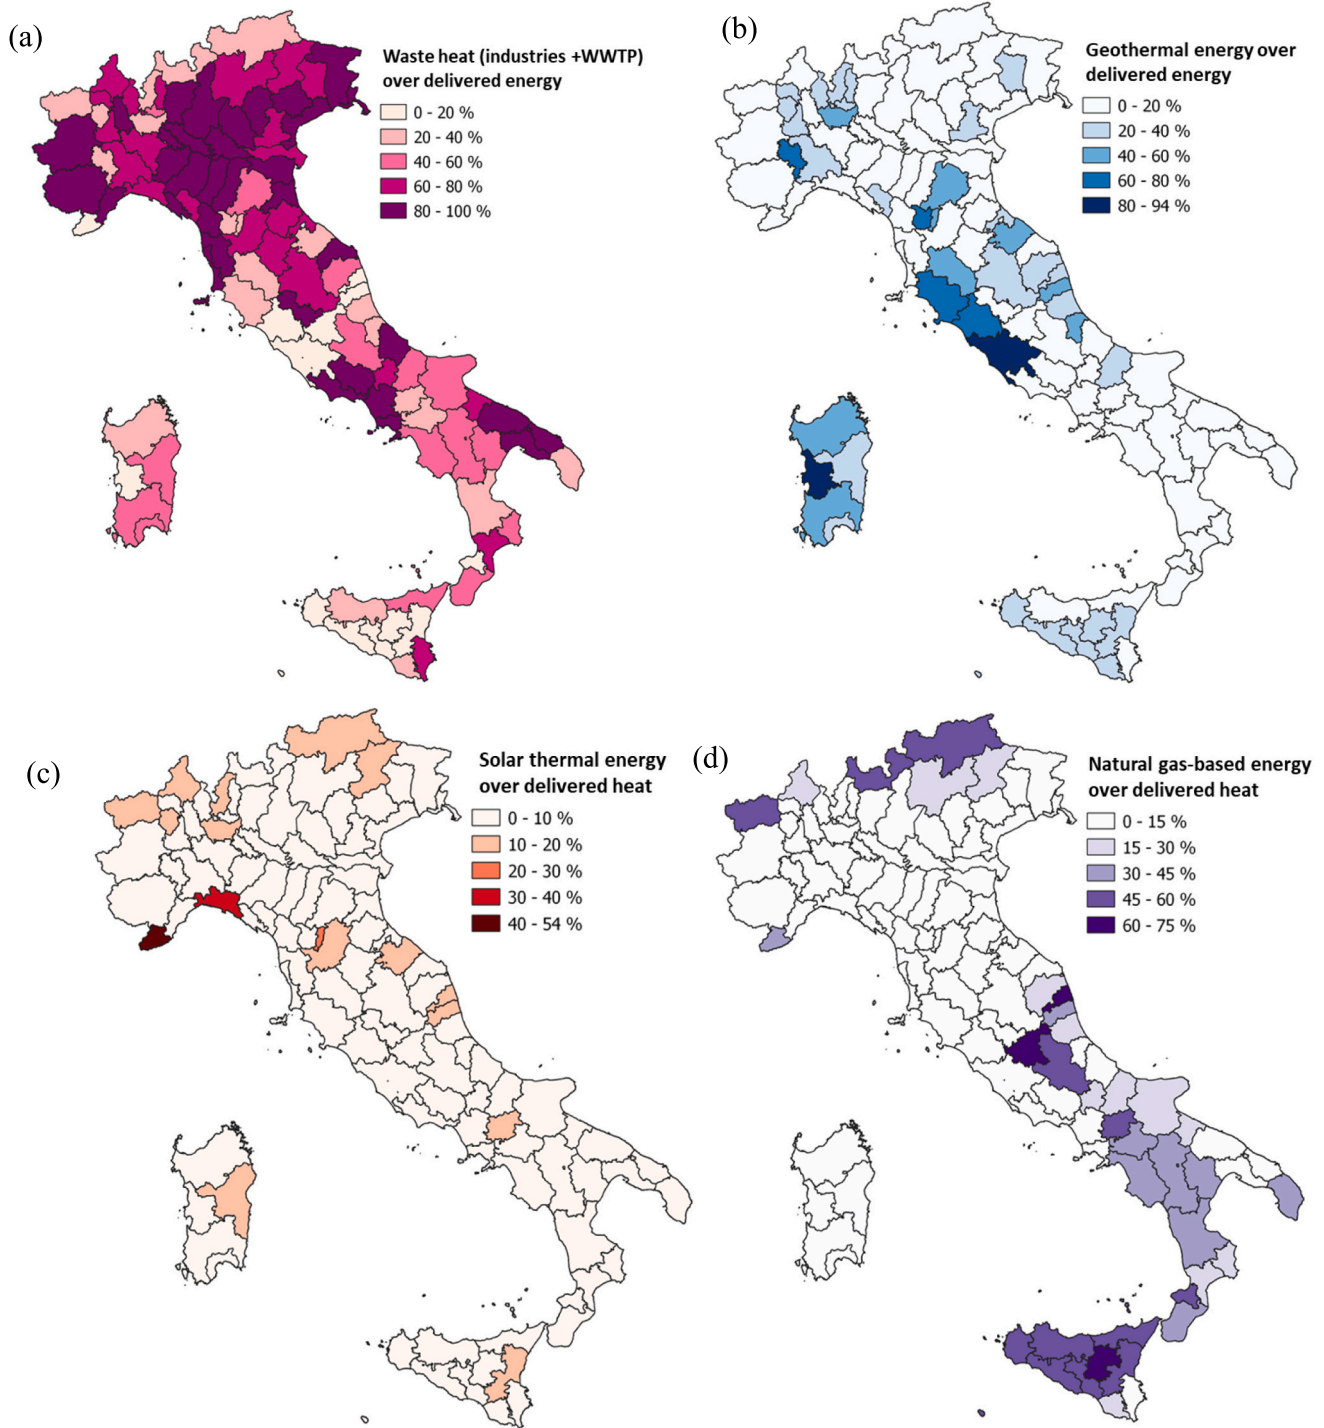 (a)
Waste heat (industries +WWTP)
over delivered energy
0 - 20 %
20 - 40 %
40 - 60 %
60 - 80 %
80 - 100 %
(b)
Geothermal energy over
delivered energy
0 - 20 %
20 - 40 %
40 - 60 %
60 - 80 %
80 - 94 %
(c)
Solar thermal energy
over delivered heat
0 - 10 %
10 - 20 %
20 - 30 %
30 - 40 %
40 - 54 %
(d)
Natural gas-based energy
over delivered heat
0 - 15 %
15 - 30 %
30 - 45 %
45 - 60 %
60 - 75 %